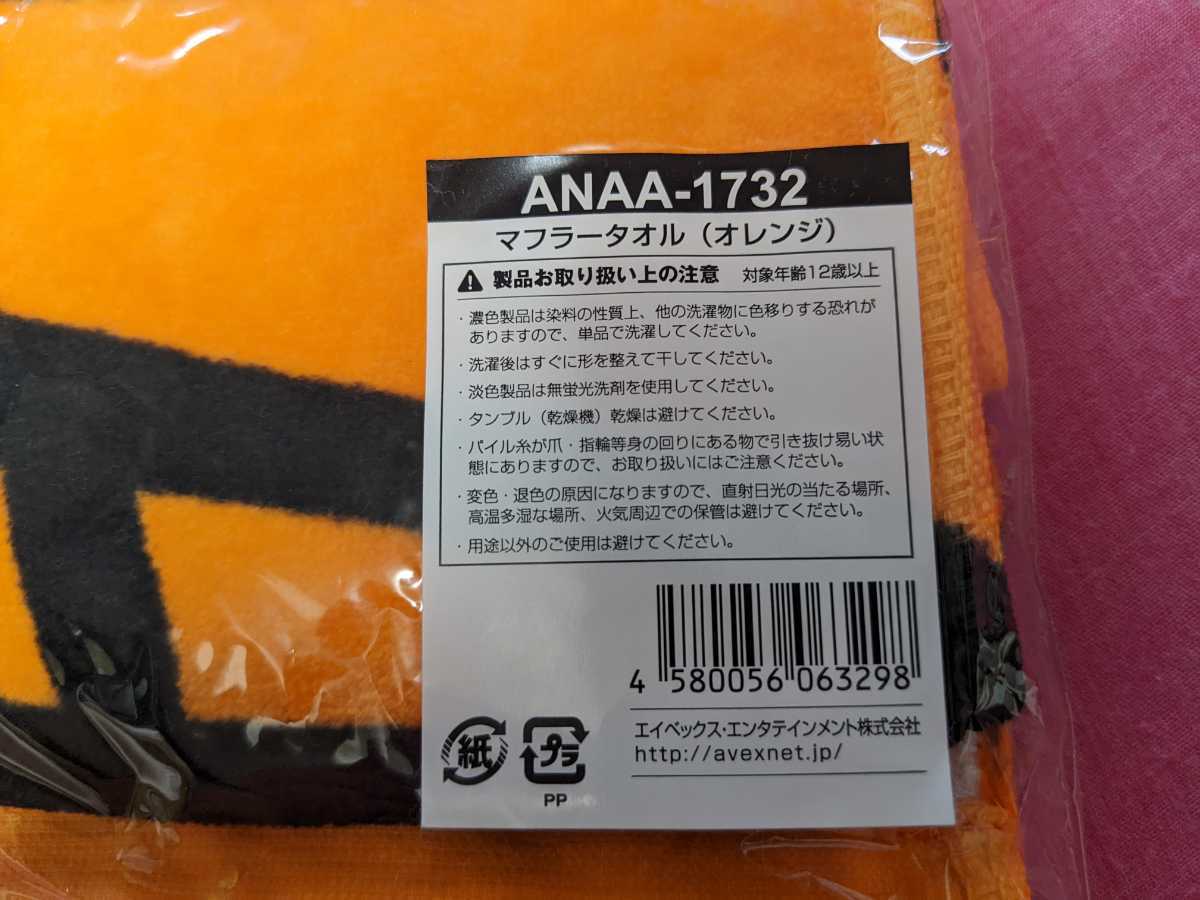 ANAA-1732
マフラータオル（オレンジ）
製品お取り扱い上の注意 対象年齢12歳以上
・濃色製品は染料の性質上、他の洗濯物に色移りする恐れが
ありますので、単品で洗濯してください。
・洗濯後はすぐに形を整えて干してください。
・淡色製品は無蛍光洗剤を使用してください。
・タンブル（乾燥機）乾燥は避けてください。
・パイル糸が爪・指輪等身の回りにある物で引き抜け易い状
態にありますので、お取り扱いにはご注意ください。
・変色・退色の原因になりますので、直射日光の当たる場所、
高温多湿な場所、火気周辺での保管は避けてください。
・用途以外のご使用は避けてください。
4 580056 063298
エイベックス・エンタテインメント株式会社
http://avexnet.jp/
紙 プラ
PP